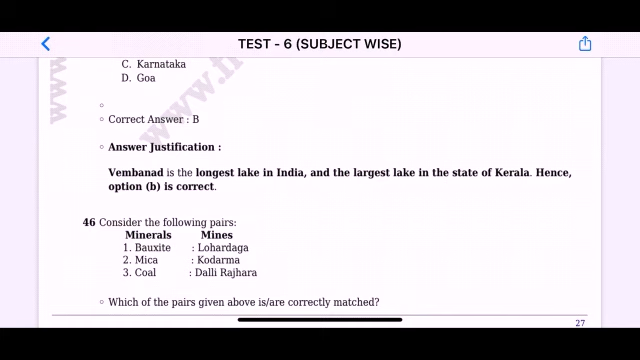 TEST - 6 (SUBJECT WISE)
C. Karnataka
D. Goa
Correct Answer : B
Answer Justification :
Vembanad is the longest lake in India, and the largest lake in the state of Kerala. Hence,
option (b) is correct.
46 Consider the following pairs:
Minerals Mines
1. Bauxite : Lohardaga
2. Mica : Kodarma
3. Coal : Dalli Rajhara
Which of the pairs given above is/are correctly matched?
27